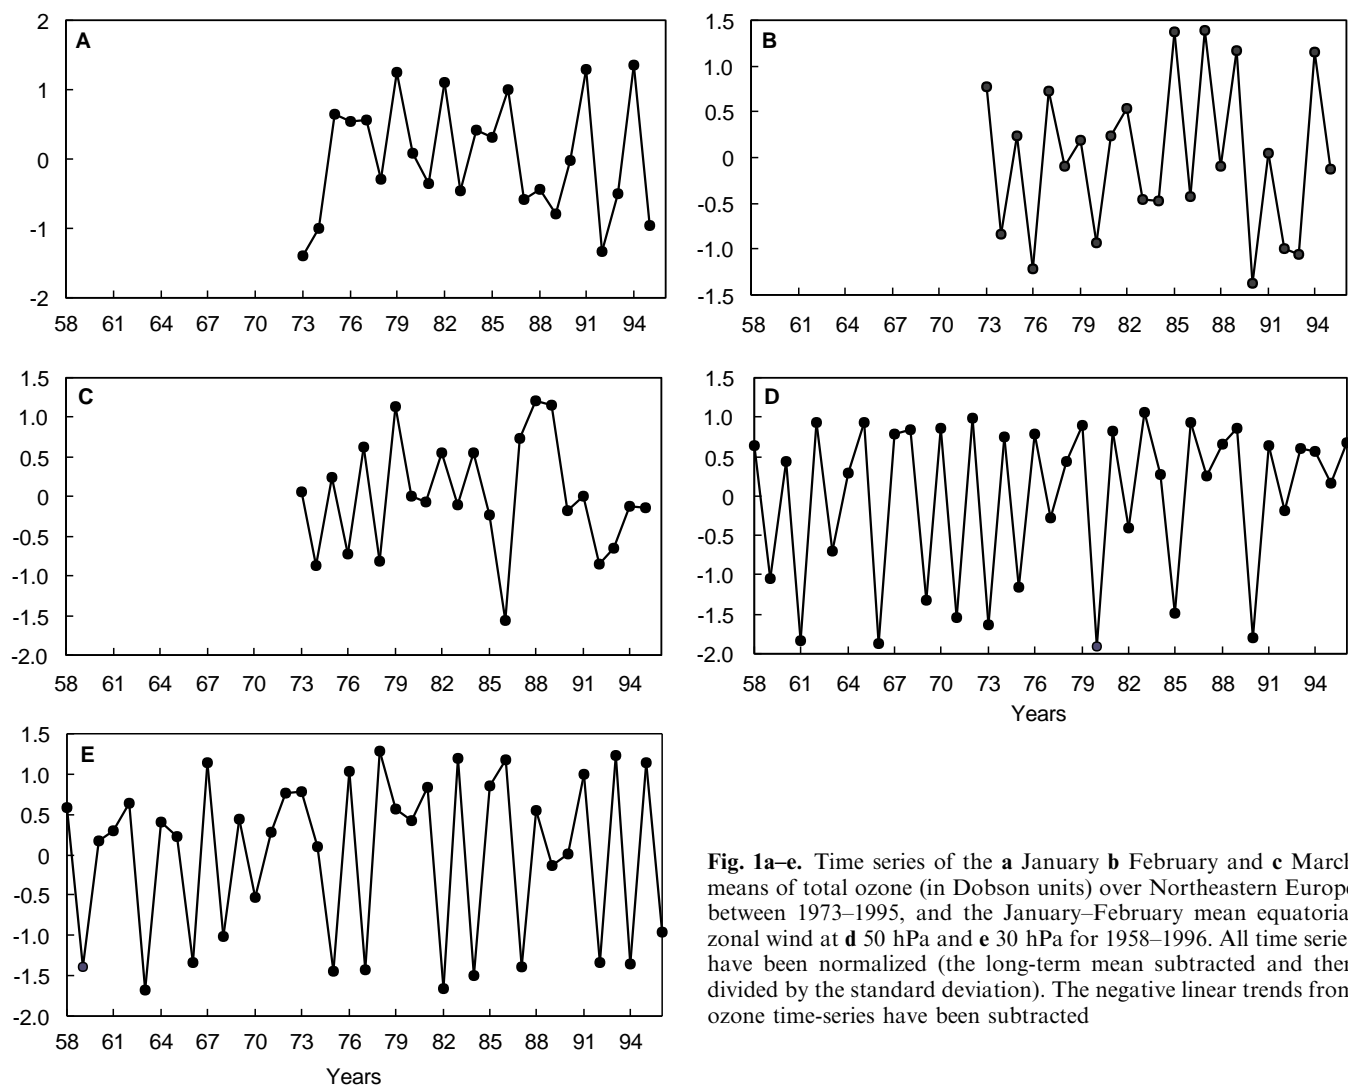 A
2
1
0
-1
-2
58 61 64 67 70 73 76 79 82 85 88 91 94
B
1.5
1.0
0.5
0
-0.5
-1.0
-1.5
58 61 64 67 70 73 76 79 82 85 88 91 94
C
1.5
1.0
0.5
0
-0.5
-1.0
-1.5
-2.0
58 61 64 67 70 73 76 79 82 85 88 91 94
D
1.5
1.0
0.5
0
-0.5
-1.0
-1.5
-2.0
58 61 64 67 70 73 76 79 82 85 88 91 94
Years
E
1.5
1.0
0.5
0
-0.5
-1.0
-1.5
-2.0
58 61 64 67 70 73 76 79 82 85 88 91 94
Years
Fig. 1a–e. Time series of the a January b February and c March
means of total ozone (in Dobson units) over Northeastern Europe
between 1973–1995, and the January–February mean equatoria
zonal wind at d 50 hPa and e 30 hPa for 1958–1996. All time serie
have been normalized (the long-term mean subtracted and then
divided by the standard deviation). The negative linear trends from
ozone time-series have been subtracted